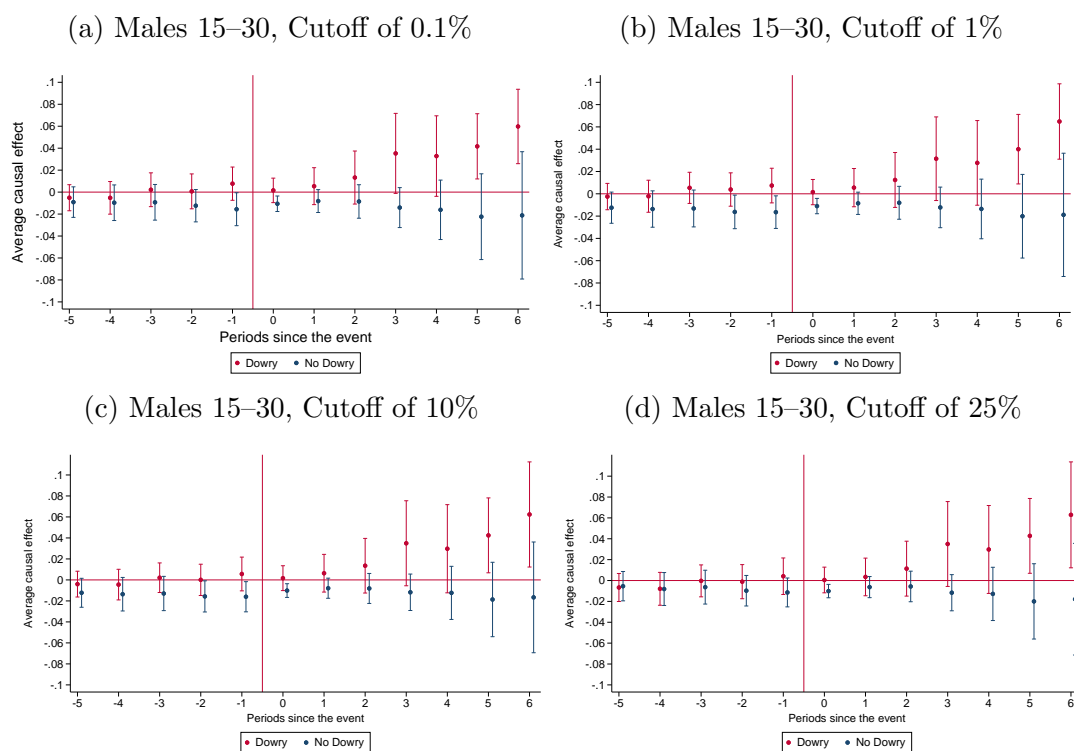 (a) Males 15–30, Cutoff of 0.1%
.1
.08
.06
.04
.02
0
-.02
-.04
-.06
-.08
-.1
Average causal effect
-5 -4 -3 -2 -1 0 1 2 3 4 5 6
Periods since the event
Dowry No Dowry
(b) Males 15–30, Cutoff of 1%
.1
.08
.06
.04
.02
0
-.02
-.04
-.06
-.08
-.1
Average causal effect
-5 -4 -3 -2 -1 0 1 2 3 4 5 6
Periods since the event
Dowry No Dowry
(c) Males 15–30, Cutoff of 10%
.1
.08
.06
.04
.02
0
-.02
-.04
-.06
-.08
-.1
Average causal effect
-5 -4 -3 -2 -1 0 1 2 3 4 5 6
Periods since the event
Dowry No Dowry
(d) Males 15–30, Cutoff of 25%
.1
.08
.06
.04
.02
0
-.02
-.04
-.06
-.08
-.1
Average causal effect
-5 -4 -3 -2 -1 0 1 2 3 4 5 6
Periods since the event
Dowry No Dowry